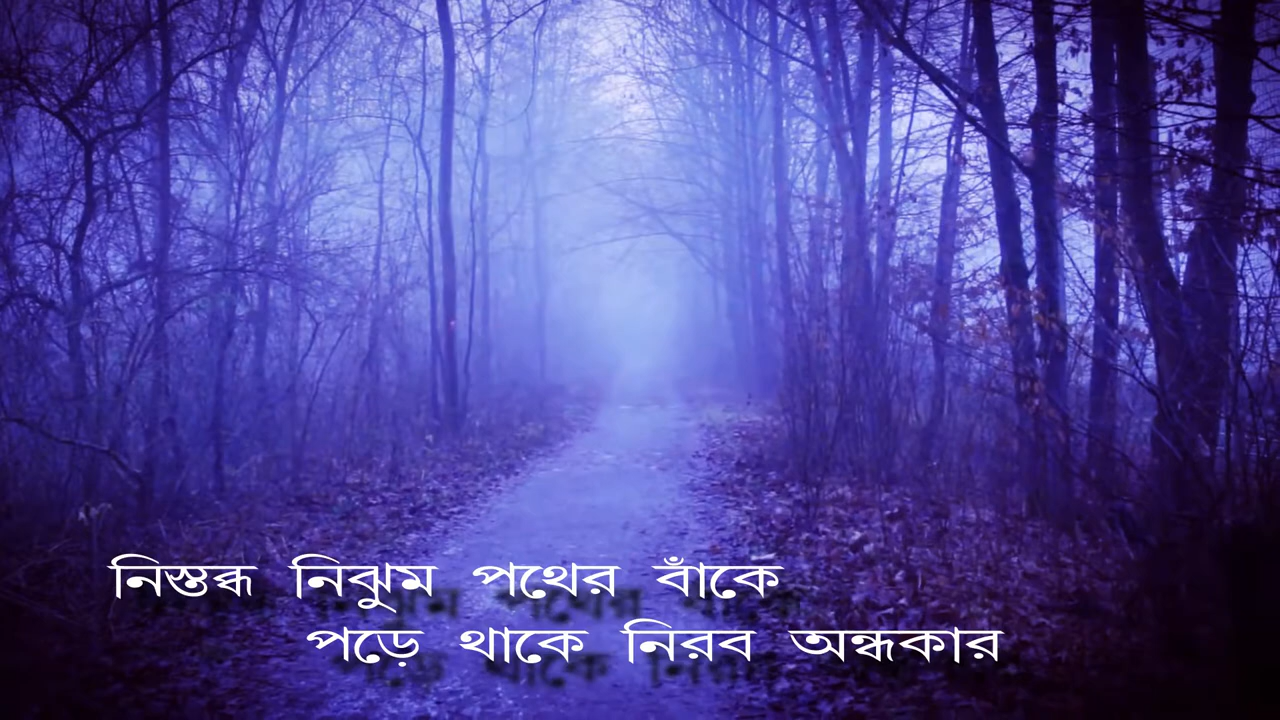 নিস্তব্ধ নিঝুম পথের বাঁকে
পড়ে থাকে নিরব অন্ধকার